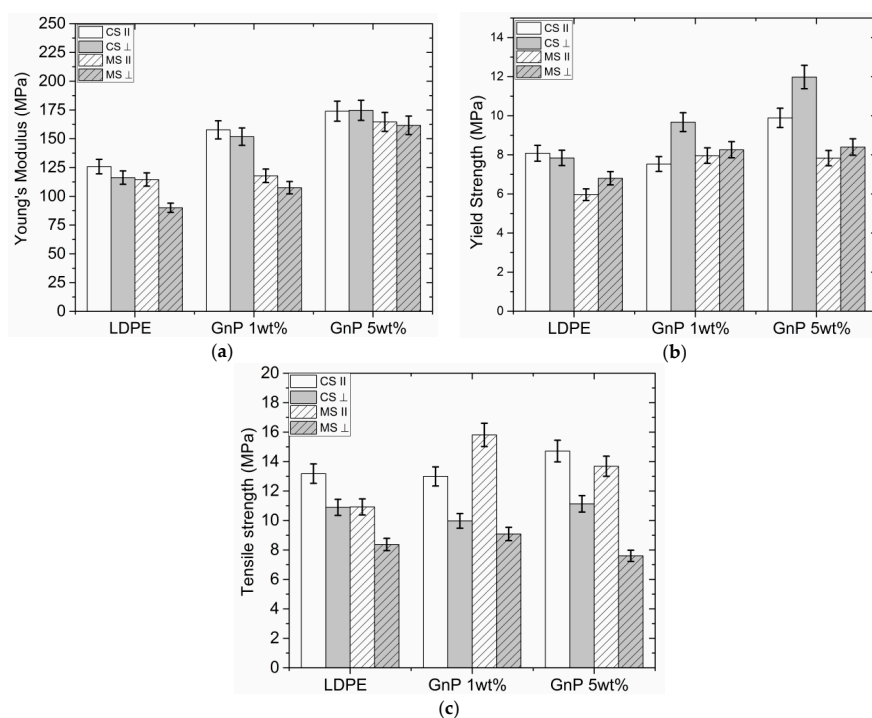 250
225
200
175
150
125
100
75
50
25
0
Young's Modulus (MPa)
CS II
CS ⊥
MS II
MS ⊥
LDPE GnP 1wt% GnP 5wt%
(a)
14
12
10
8
6
4
2
0
Yield Strength (MPa)
CS II
CS ⊥
MS II
MS ⊥
LDPE GnP 1wt% GnP 5wt%
(b)
20
18
16
14
12
10
8
6
4
2
0
Tensile strength (MPa)
CS II
CS ⊥
MS II
MS ⊥
LDPE GnP 1wt% GnP 5wt%
(c)